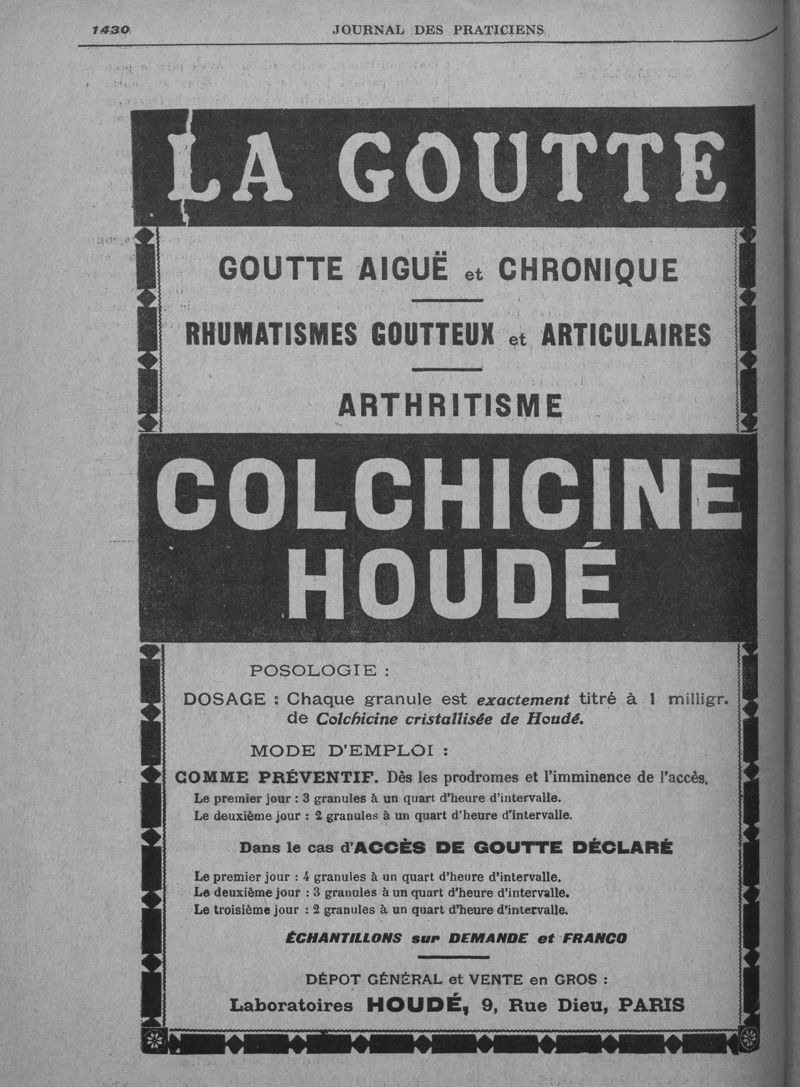 1430
JOURNAL DES PRATICIENS
LA GOUTTE
GOUTTE AIGUË et CHRONIQUE
RHUMATISMES GOUTTEUX et ARTICULAIRES
ARTHRITISME
COLCHICINE
HOUDÉ
POSOLOGIE :
DOSAGE : Chaque granule est exactement titré à 1 milligr.
de Colchicine cristallisée de Houdé.
MODE D'EMPLOI :
COMME PRÉVENTIF. Dès les prodromes et l'imminence de l'accès.
Le premier jour : 3 granules à un quart d'heure d'intervalle.
Le deuxième jour : 2 granules à un quart d'heure d'intervalle.
Dans le cas d'ACCÈS DE GOUTTE DÉCLARÉ
Le premier jour : 4 granules à un quart d'heure d'intervalle.
Le deuxième jour : 3 granules à un quart d'heure d'intervalle.
Le troisième jour : 2 granules à un quart d'heure d'intervalle.
ÉCHANTILLONS sur DEMANDE et FRANCO
DÉPOT GÉNÉRAL et VENTE en GROS :
Laboratoires HOUDÉ, 9, Rue Dieu, PARIS